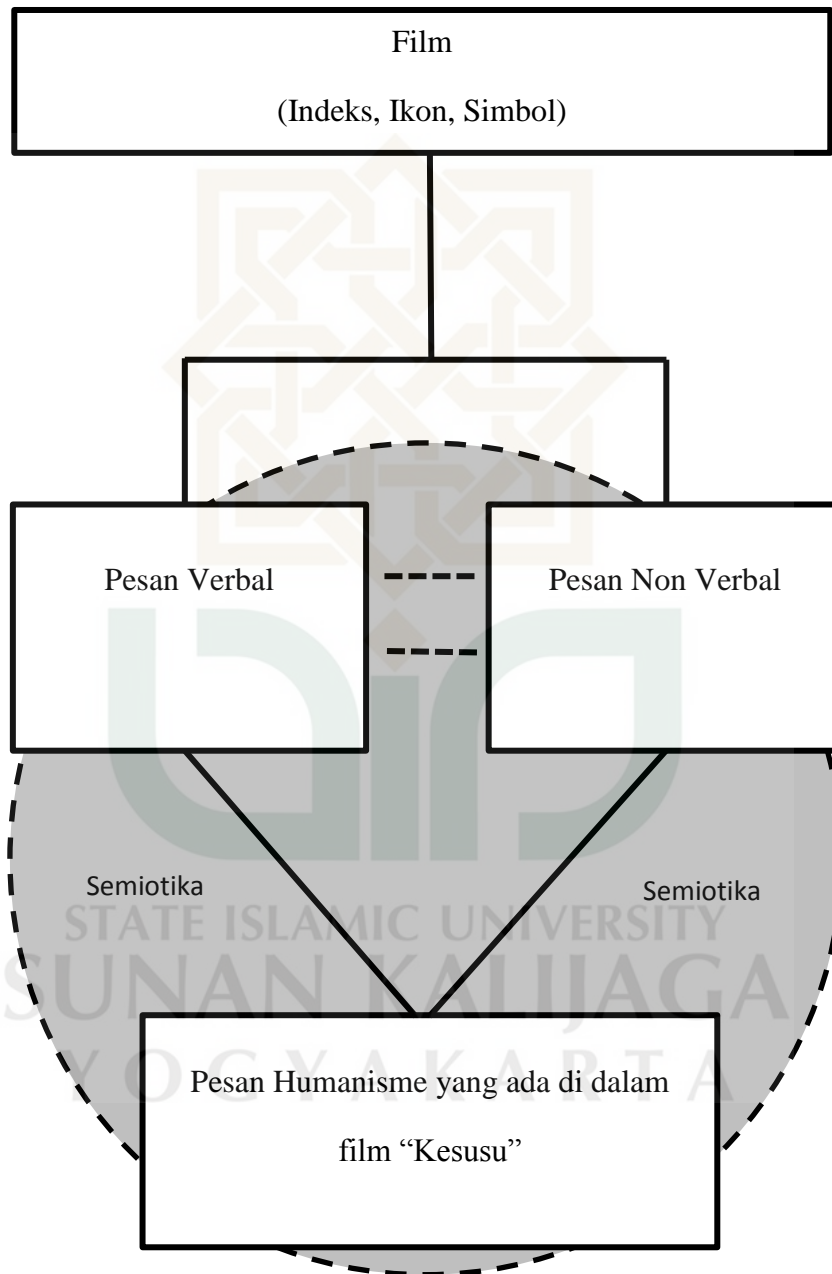 Film
(Indeks, Ikon, Simbol)
Pesan Verbal
Pesan Non Verbal
Semiotika
Semiotika
STATE ISLAMIC UNIVERSITY
SUNAN KALIJAGA
YOGYAKARTA
Pesan Humanisme yang ada di dalam
film “Kesusu”